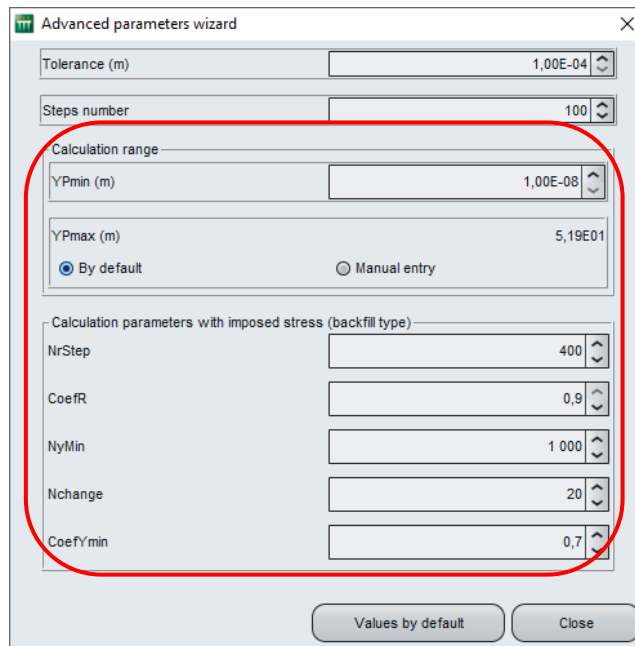 Advanced parameters wizard
Tolerance (m) 1,00E-04
Steps number 100
Calculation range
YPmin (m) 1,00E-08
YPmax (m) 5,19E01
By default Manual entry
Calculation parameters with imposed stress (backfill type)
NrStep 400
CoefR 0,9
NyMin 1 000
Nchange 20
CoefYmin 0,7
Values by default Close